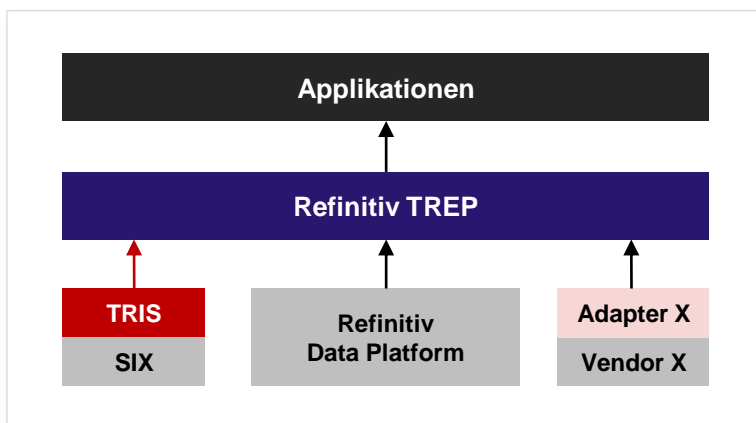 Applikationen
Refinitiv TREP
TRIS
SIX
Refinitiv
Data Platform
Adapter X
Vendor X